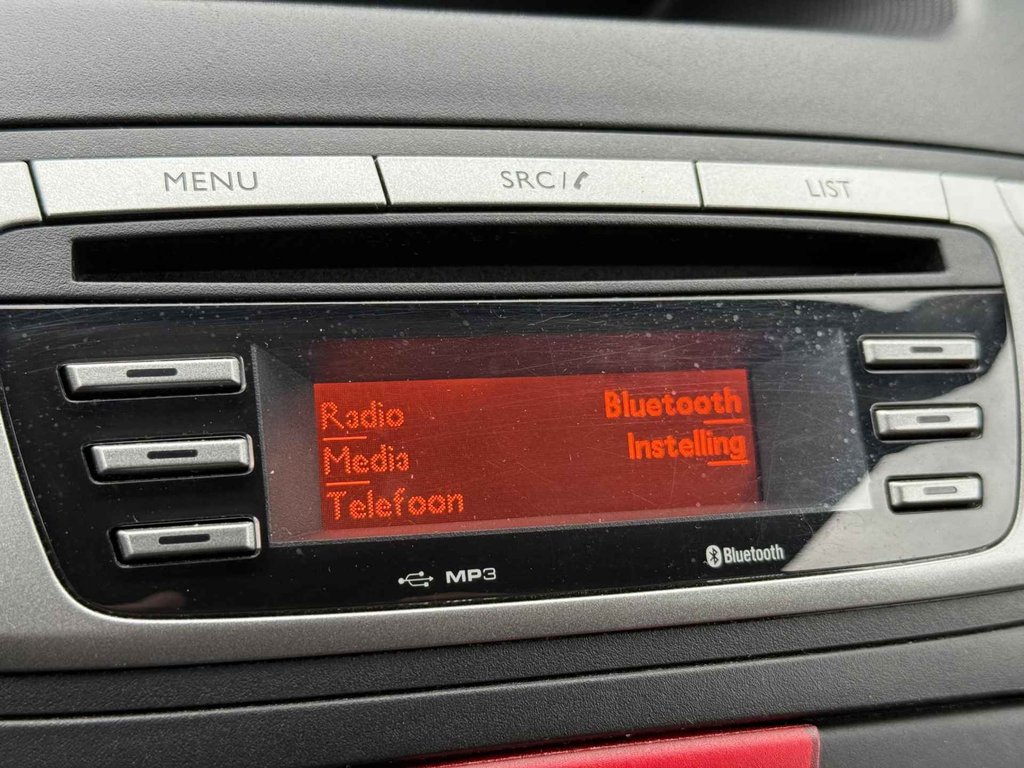 MENU
SRC/
LIST
Radio
Bluetooth
Media
Instelling
Telefoon
MP3
Bluetooth